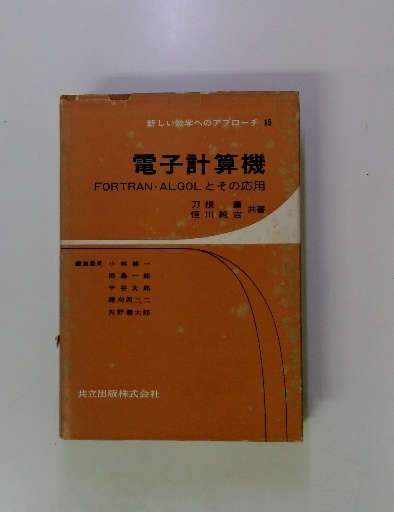 新しい数学へのアプローチ 15
電子計算機
FORTRAN・ALGOLとその応用
刀根 薫
恒川純吉 共著
編集委員 小林善一
田島一郎
中谷太郎
穂刈四三二
矢野健太郎
共立出版株式会社